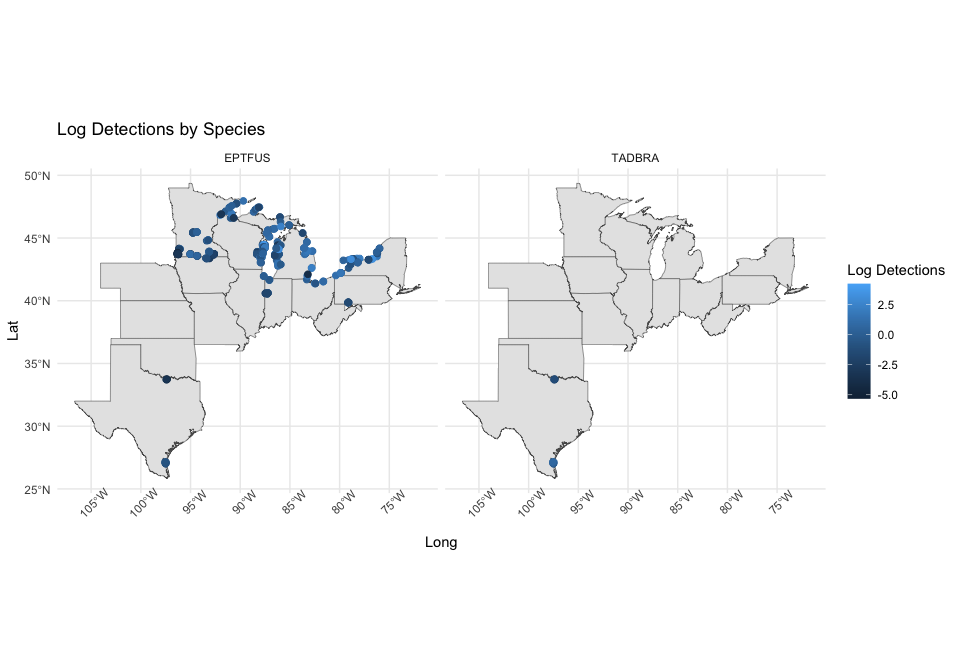 Log Detections by Species
EPTFUS
TADBRA
50°N
45°N
40°N
35°N
30°N
25°N
Lat
105°W
100°W
95°W
90°W
85°W
80°W
75°W
105°W
100°W
95°W
90°W
85°W
80°W
75°W
Long
Log Detections
2.5
0.0
-2.5
-5.0